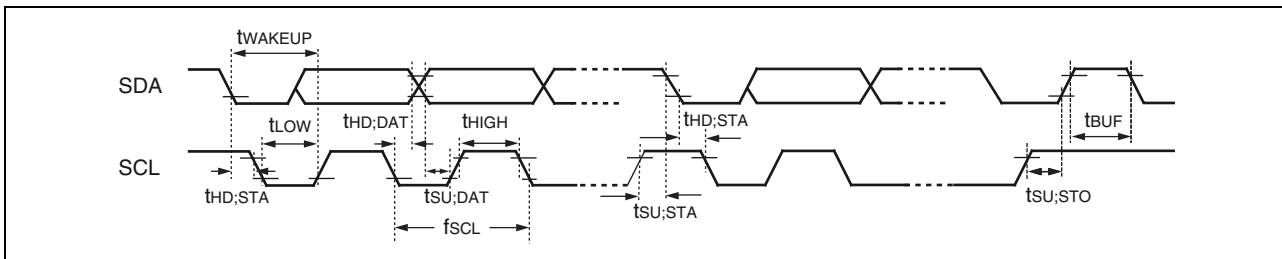 tWAKEUP
SDA
tLOW
tHD;DAT
tHIGH
tHD;STA
tBUF
SCL
tHD;STA
tSU;DAT
tSU;STA
tSU;STO
fSCL